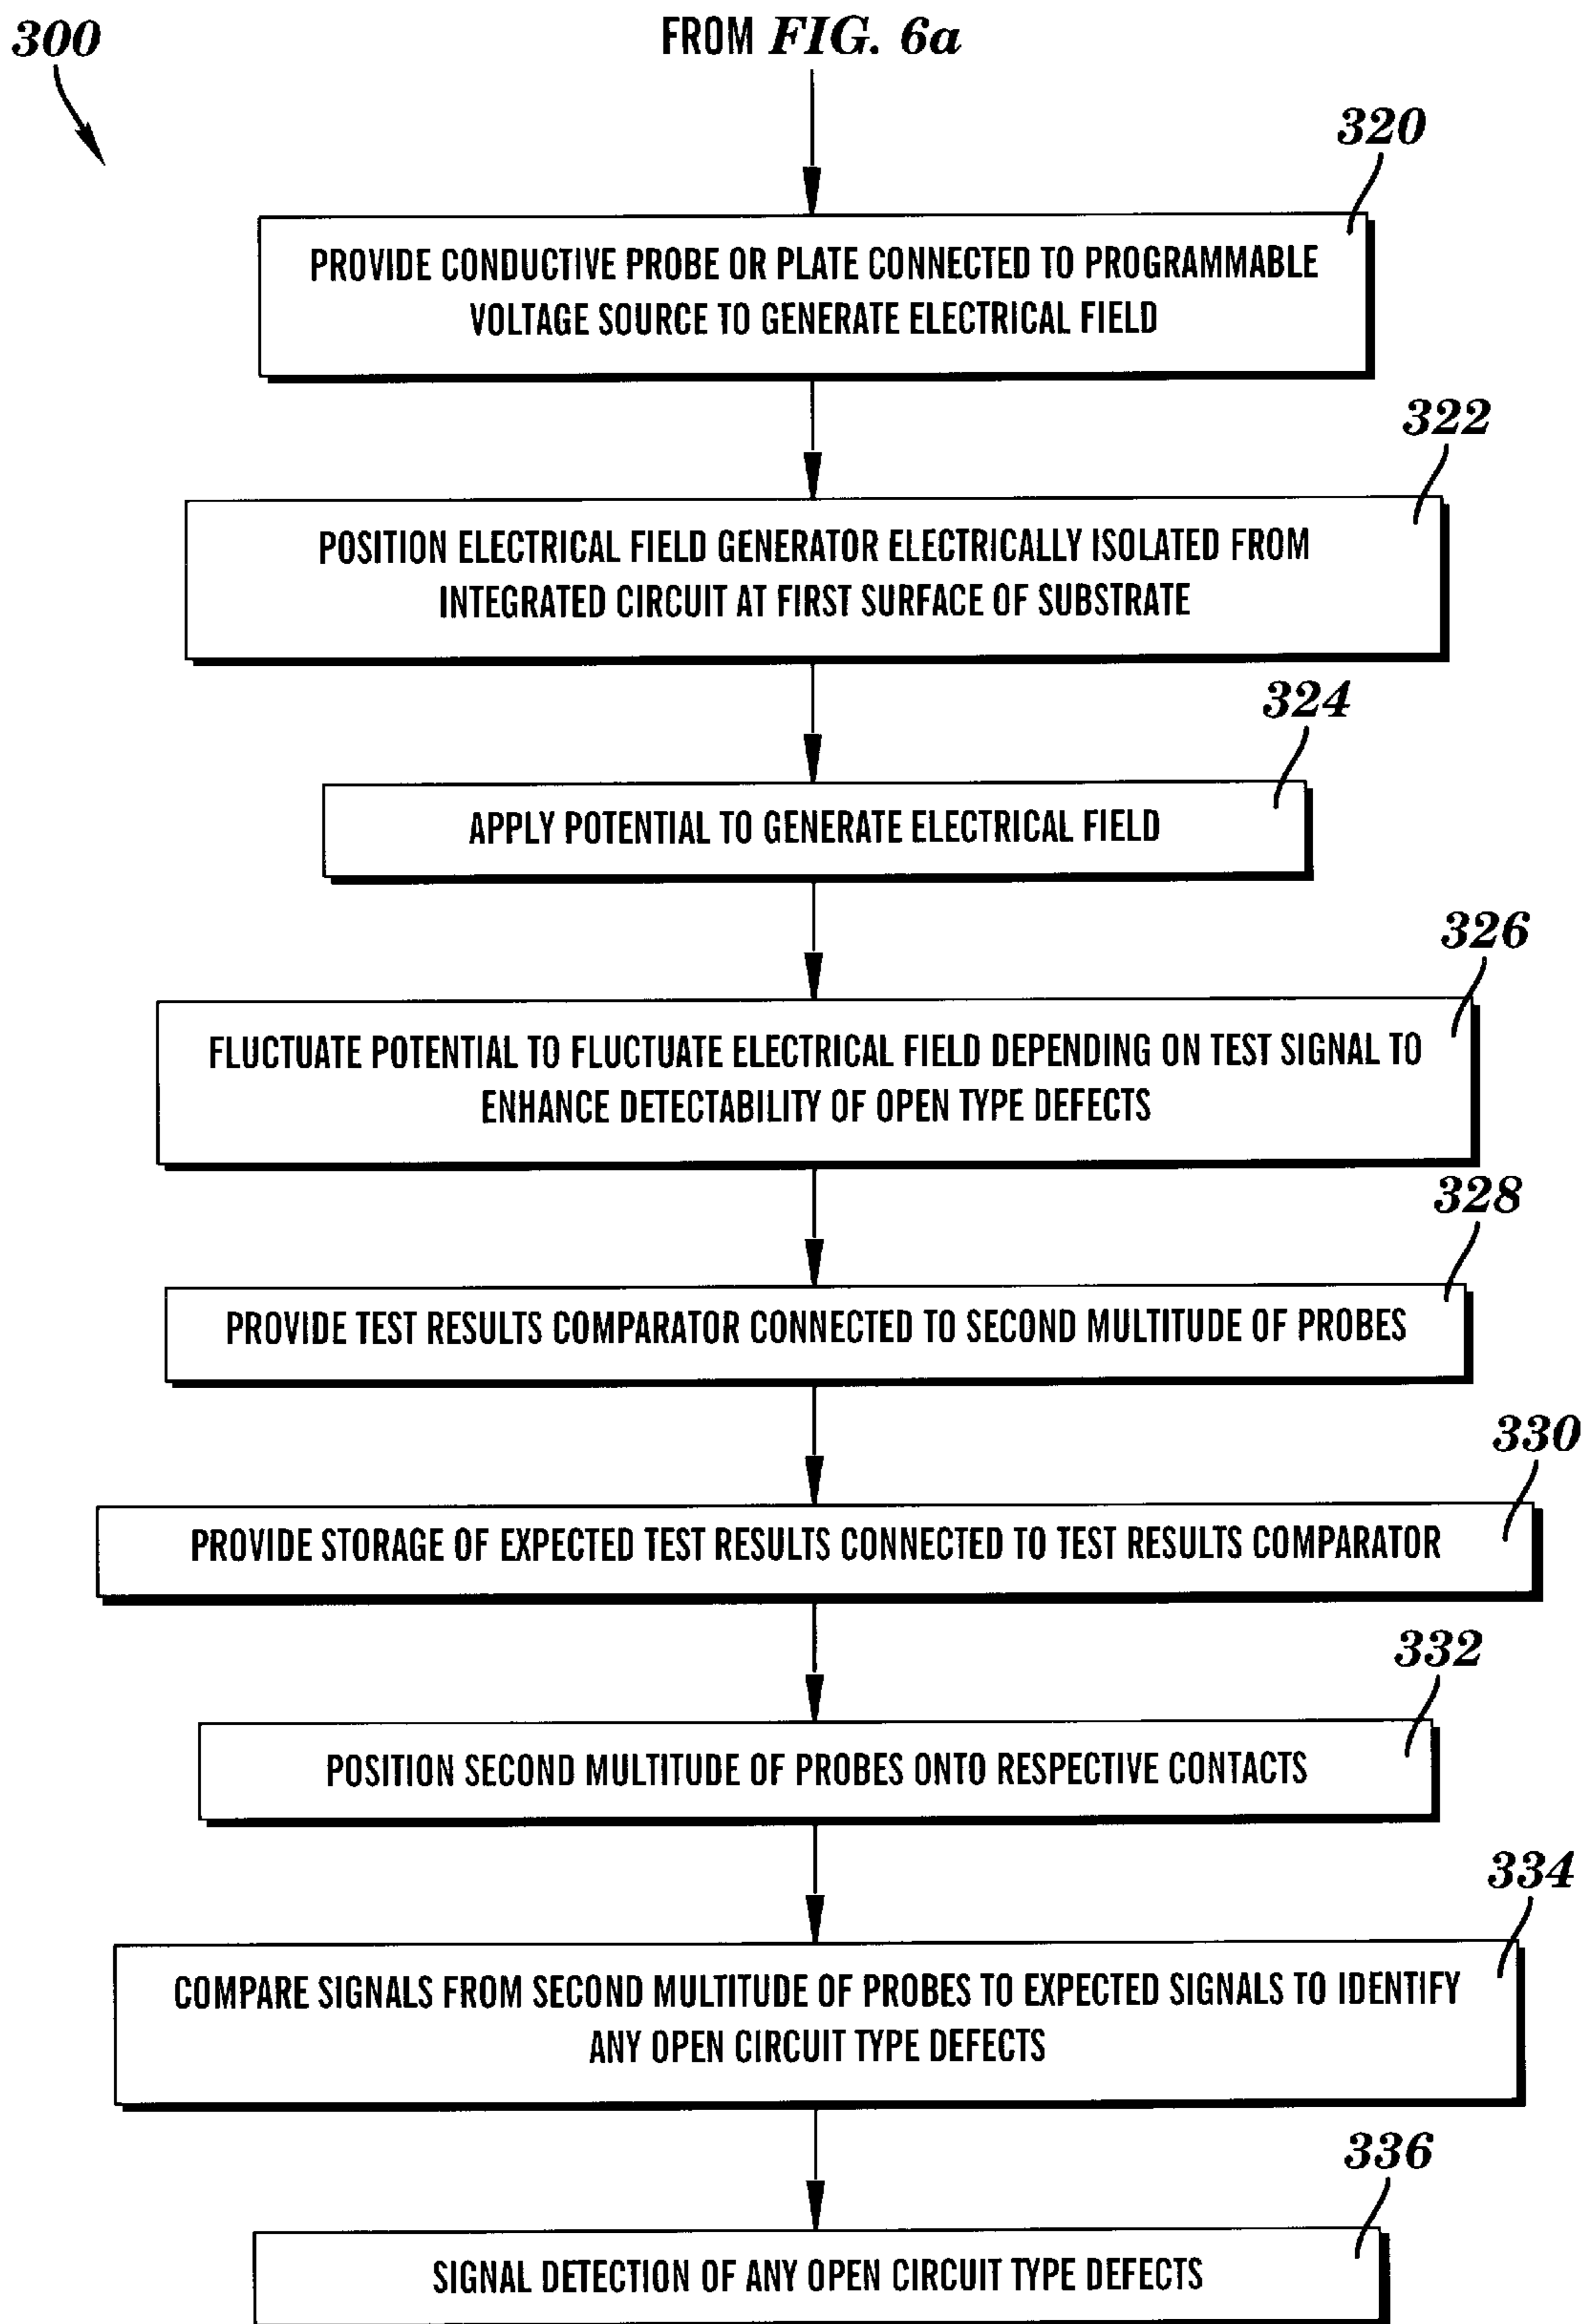 300
FROM FIG. 6a
320
PROVIDE CONDUCTIVE PROBE OR PLATE CONNECTED TO PROGRAMMABLE
VOLTAGE SOURCE TO GENERATE ELECTRICAL FIELD
322
POSITION ELECTRICAL FIELD GENERATOR ELECTRICALLY ISOLATED FROM
INTEGRATED CIRCUIT AT FIRST SURFACE OF SUBSTRATE
324
APPLY POTENTIAL TO GENERATE ELECTRICAL FIELD
326
FLUCTUATE POTENTIAL TO FLUCTUATE ELECTRICAL FIELD DEPENDING ON TEST SIGNAL TO
ENHANCE DETECTABILITY OF OPEN TYPE DEFECTS
328
PROVIDE TEST RESULTS COMPARATOR CONNECTED TO SECOND MULTITUDE OF PROBES
330
PROVIDE STORAGE OF EXPECTED TEST RESULTS CONNECTED TO TEST RESULTS COMPARATOR
332
POSITION SECOND MULTITUDE OF PROBES ONTO RESPECTIVE CONTACTS
334
COMPARE SIGNALS FROM SECOND MULTITUDE OF PROBES TO EXPECTED SIGNALS TO IDENTIFY
ANY OPEN CIRCUIT TYPE DEFECTS
336
SIGNAL DETECTION OF ANY OPEN CIRCUIT TYPE DEFECTS